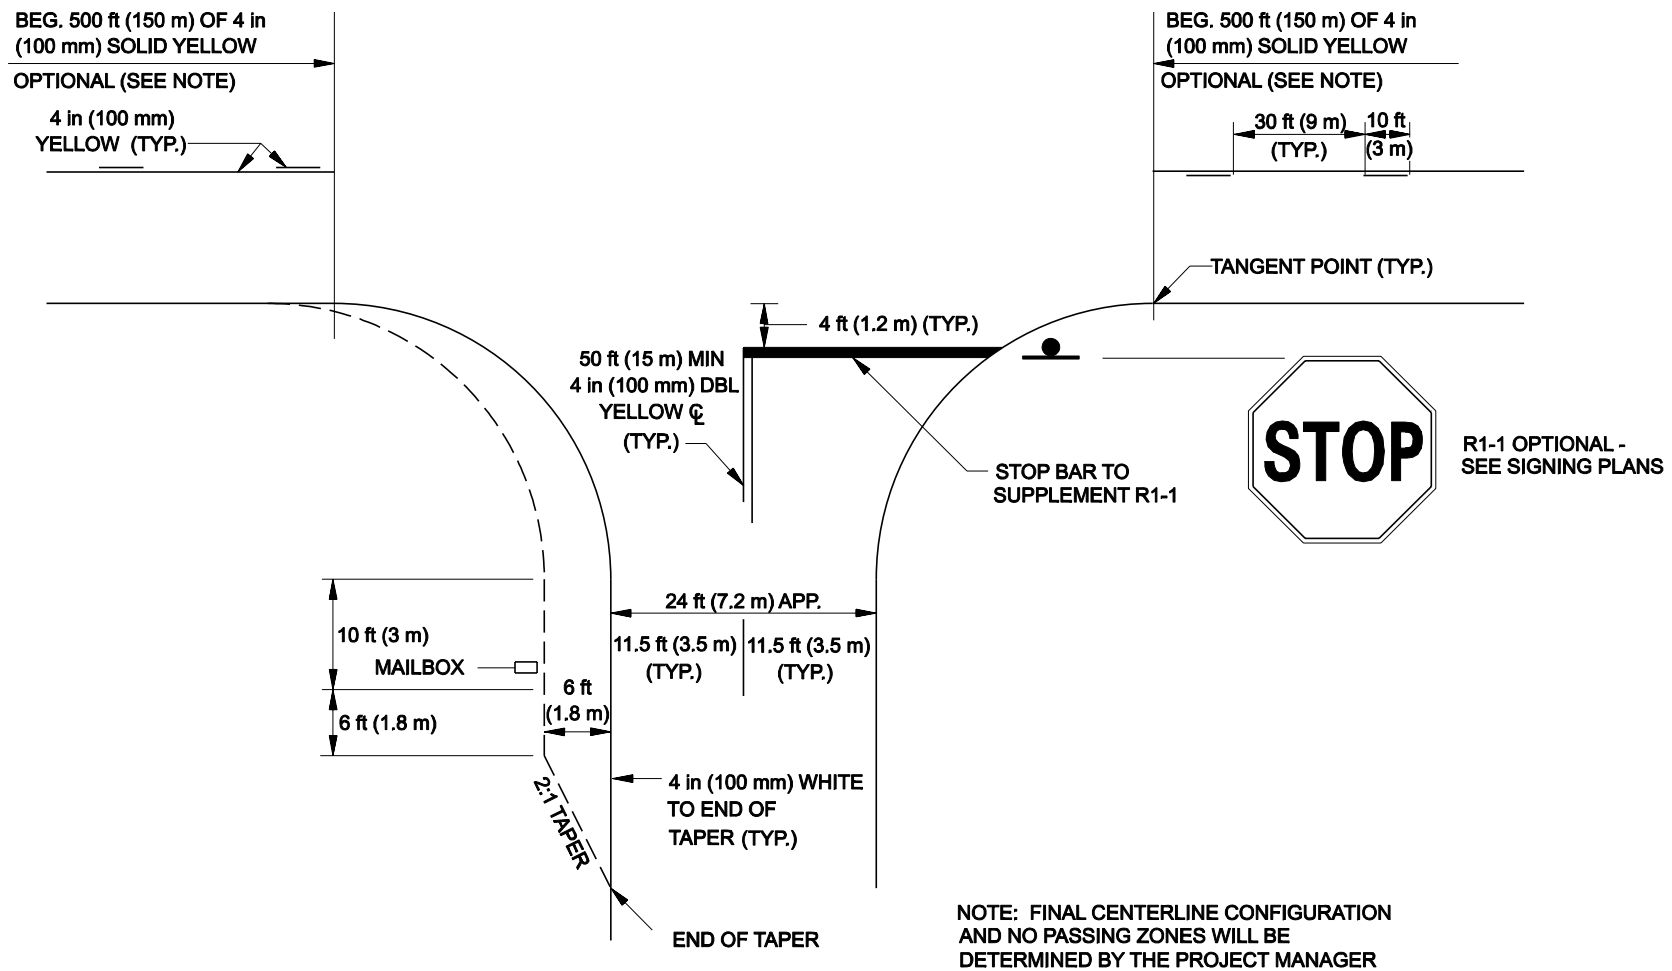 BEG. 500 ft (150 m) OF 4 in
(100 mm) SOLID YELLOW
OPTIONAL (SEE NOTE)
4 in (100 mm)
YELLOW (TYP.)
BEG. 500 ft (150 m) OF 4 in
(100 mm) SOLID YELLOW
OPTIONAL (SEE NOTE)
30 ft (9 m)
(TYP.)
10 ft
(3 m)
TANGENT POINT (TYP.)
4 ft (1.2 m) (TYP.)
50 ft (15 m) MIN
4 in (100 mm) DBL
YELLOW ℄
(TYP.)
STOP BAR TO
SUPPLEMENT R1-1
STOP
R1-1 OPTIONAL -
SEE SIGNING PLANS
24 ft (7.2 m) APP.
11.5 ft (3.5 m)
(TYP.)
11.5 ft (3.5 m)
(TYP.)
10 ft (3 m)
MAILBOX
6 ft (1.8 m)
6 ft
(1.8 m)
2:1 TAPER
4 in (100 mm) WHITE
TO END OF
TAPER (TYP.)
END OF TAPER
NOTE: FINAL CENTERLINE CONFIGURATION
AND NO PASSING ZONES WILL BE
DETERMINED BY THE PROJECT MANAGER